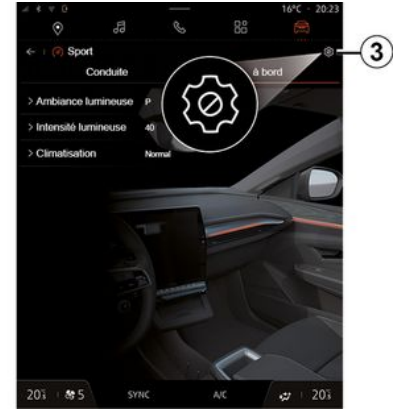 16°C - 20:23
Sport
3
Conduite
à bord
> Ambiance lumineuse P
> Intensité lumineuse 40
> Climatisation Normal
20 5 SYNC A/C 20